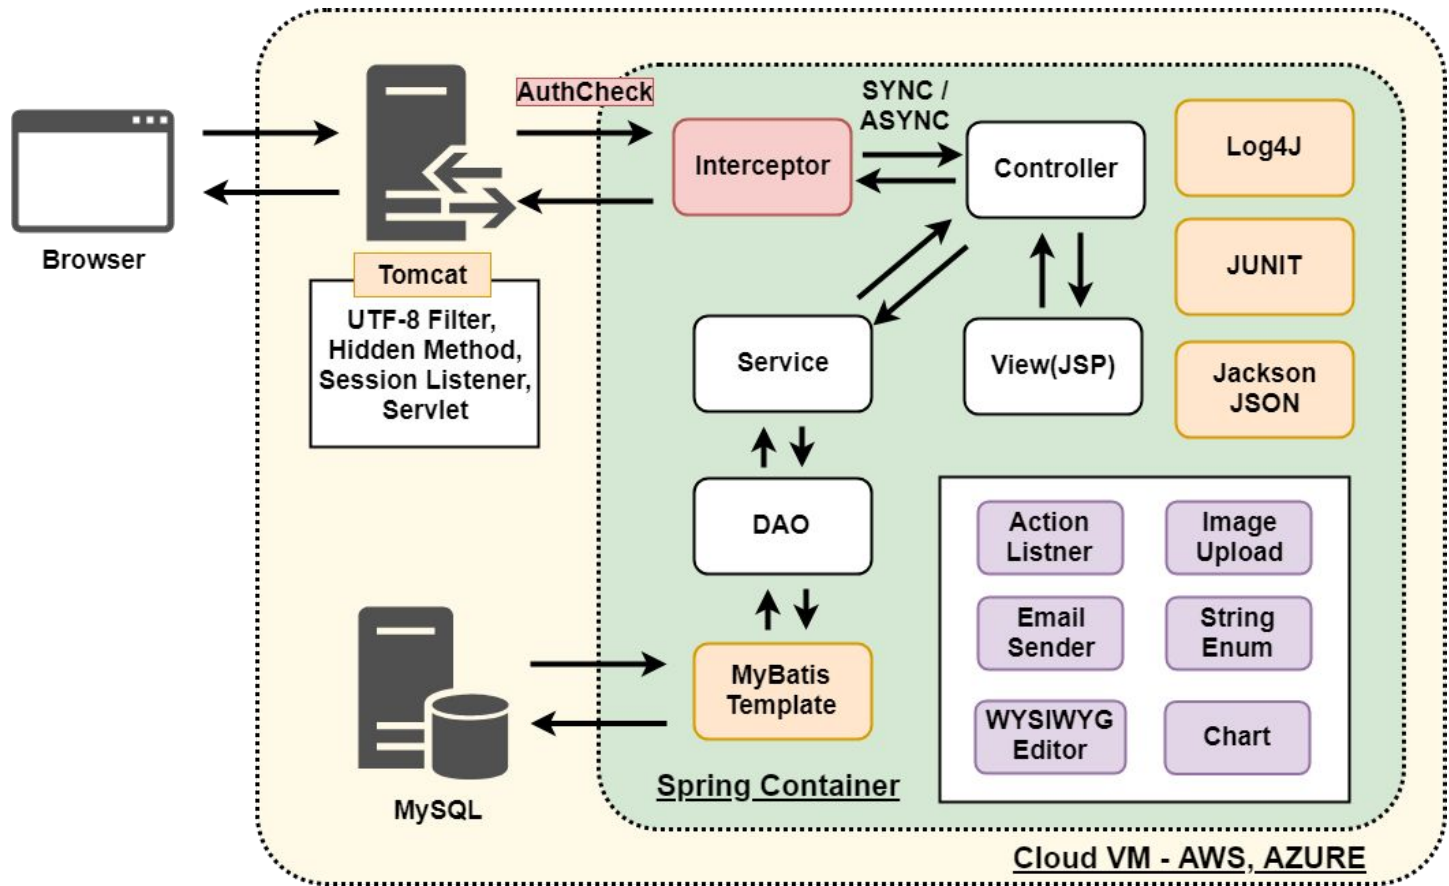 AuthCheck
SYNC /
ASYNC
Interceptor
Controller
Log4J
Browser
Tomcat
UTF-8 Filter,
Hidden Method,
Session Listener,
Servlet
JUNIT
Service
View(JSP)
Jackson
JSON
DAO
Action
Listner
Image
Upload
Email
Sender
String
Enum
MyBatis
Template
WYSIWYG
Editor
Chart
MySQL
Spring Container
Cloud VM - AWS, AZURE